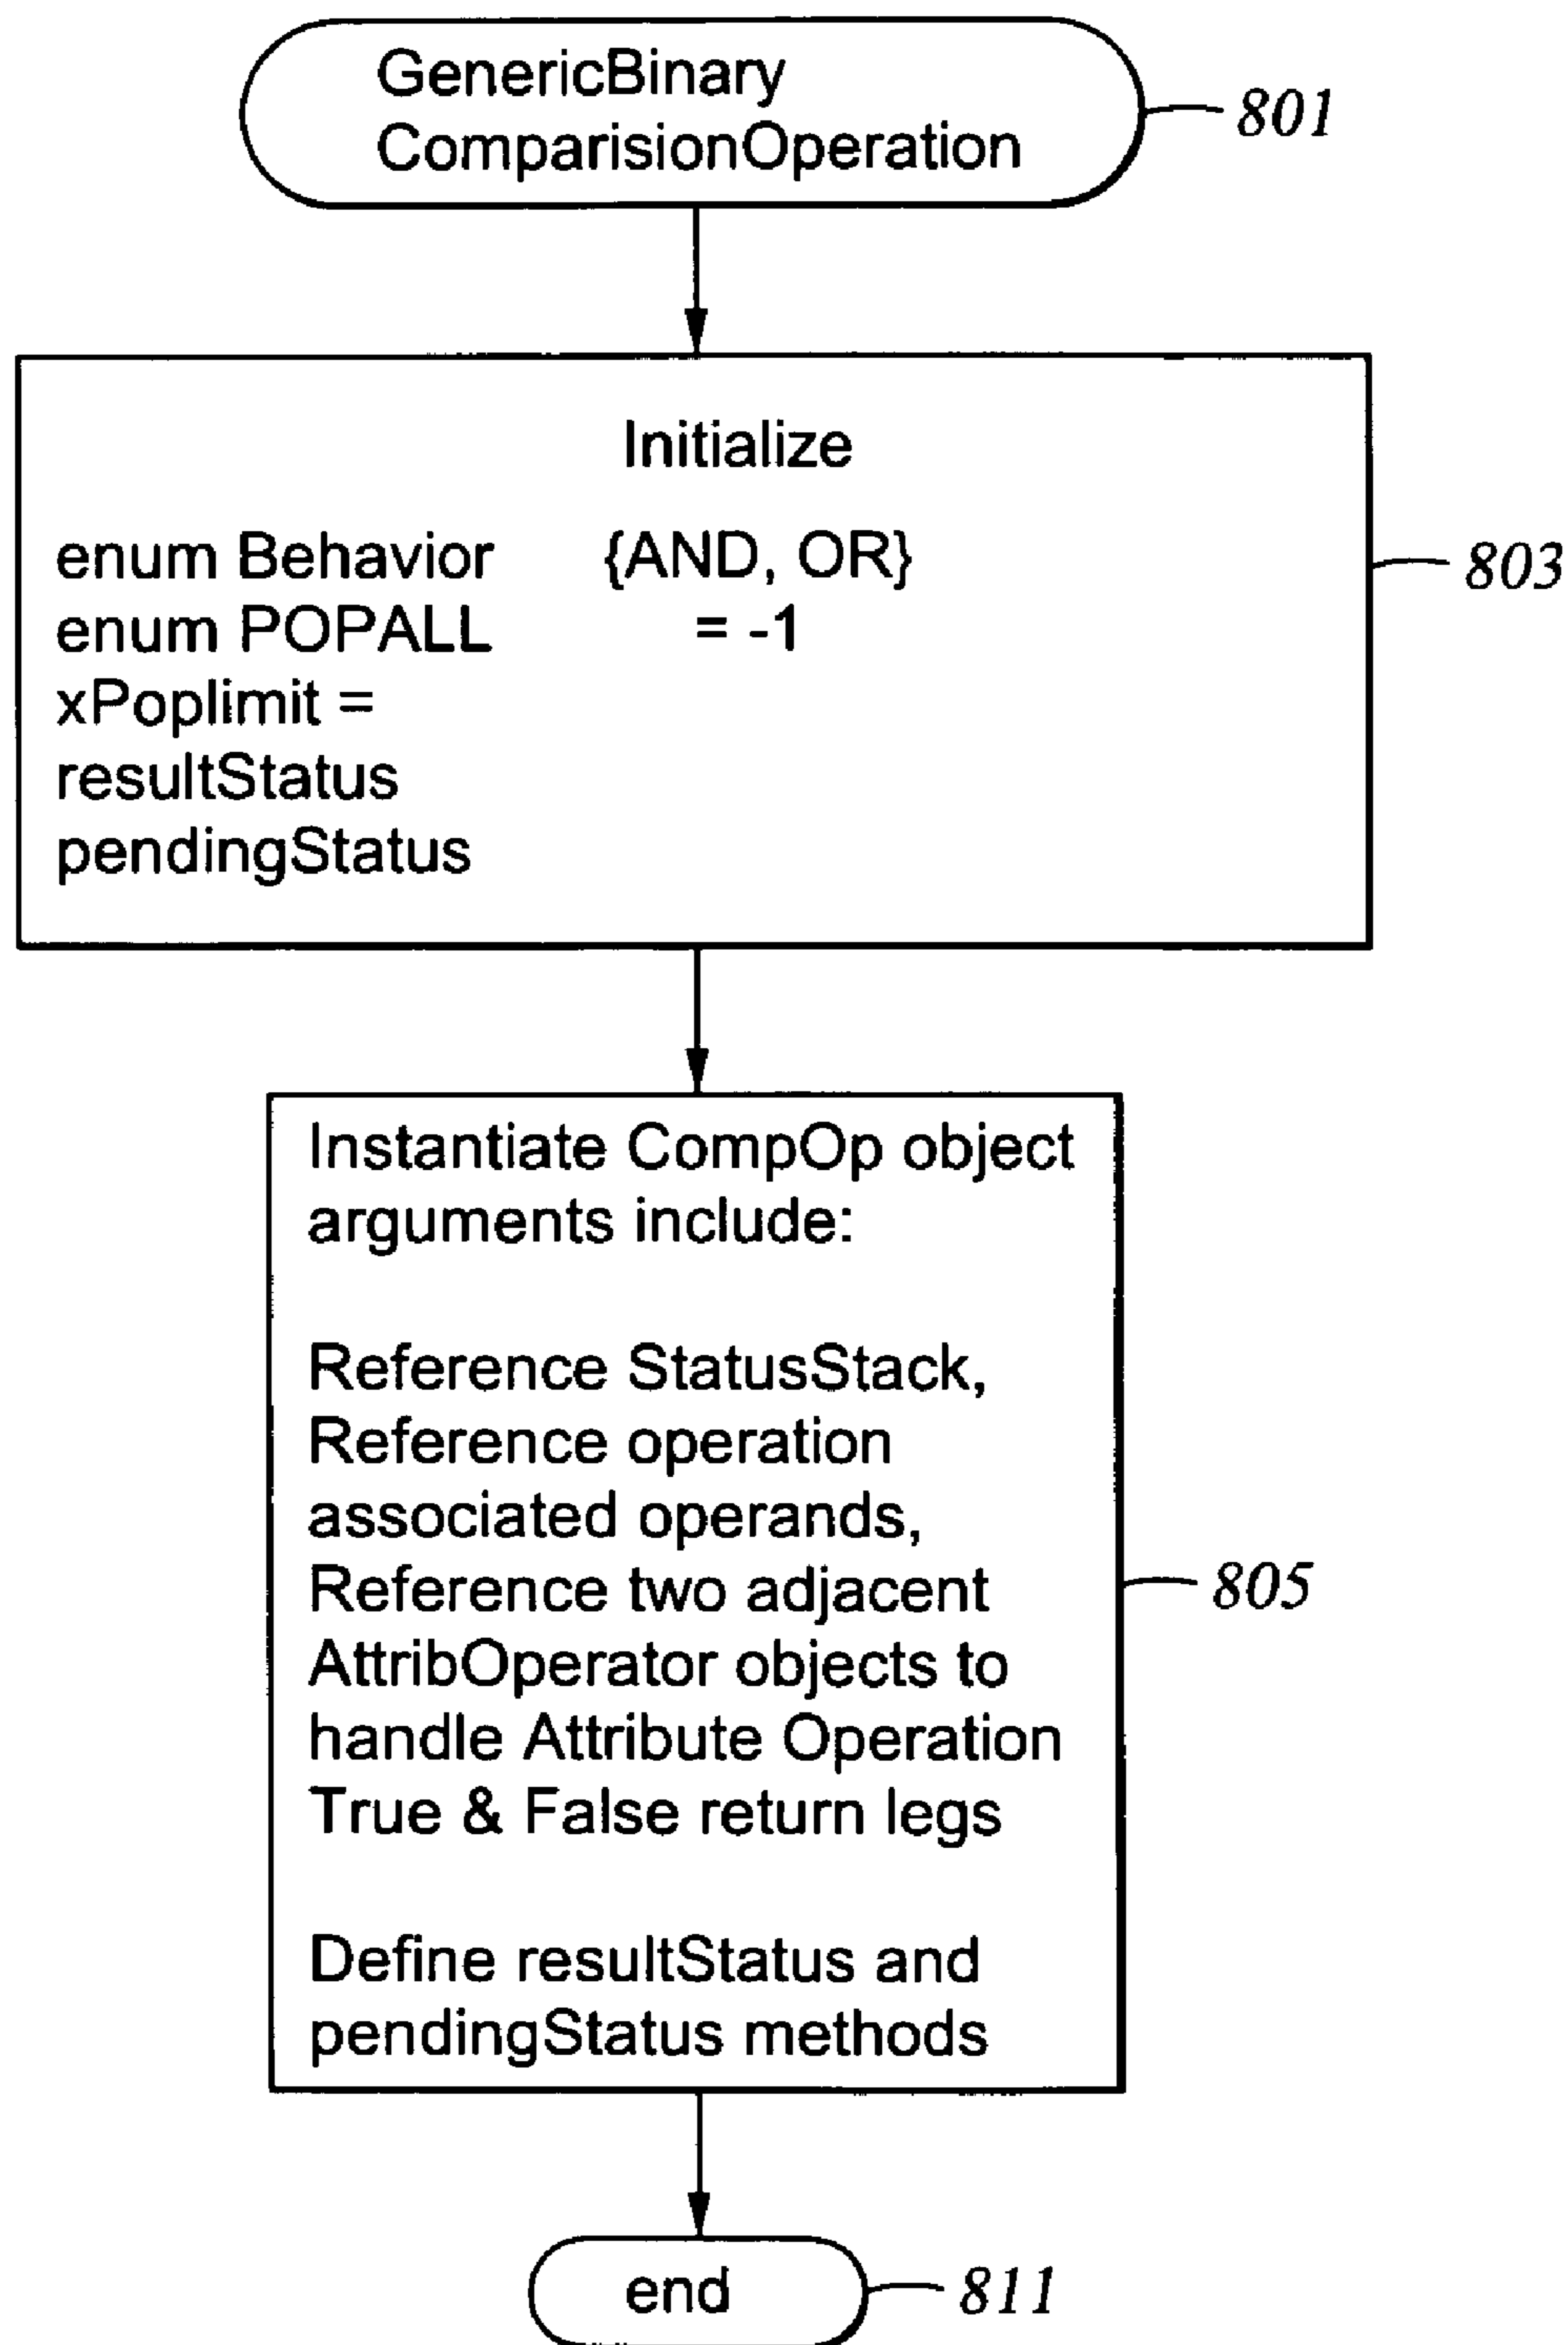 GenericBinary
ComparisionOperation
801
Initialize
enum Behavior {AND, OR}
enum POPALL = -1
xPoplimit =
resultStatus
pendingStatus
803
Instantiate CompOp object
arguments include:
Reference StatusStack,
Reference operation
associated operands,
Reference two adjacent
AttribOperator objects to
handle Attribute Operation
True & False return legs
Define resultStatus and
pendingStatus methods
805
end
811